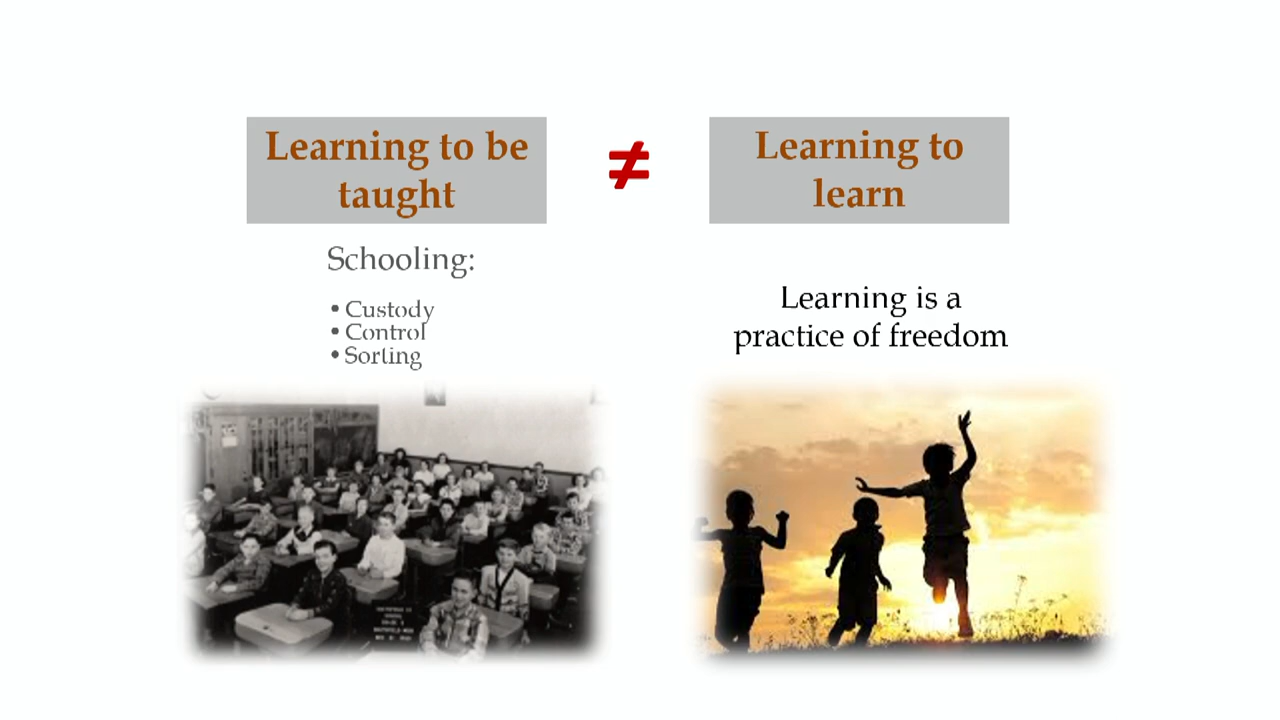 Learning to be
taught
≠
Learning to
learn
Schooling:
• Custody
• Control
• Sorting
Learning is a
practice of freedom